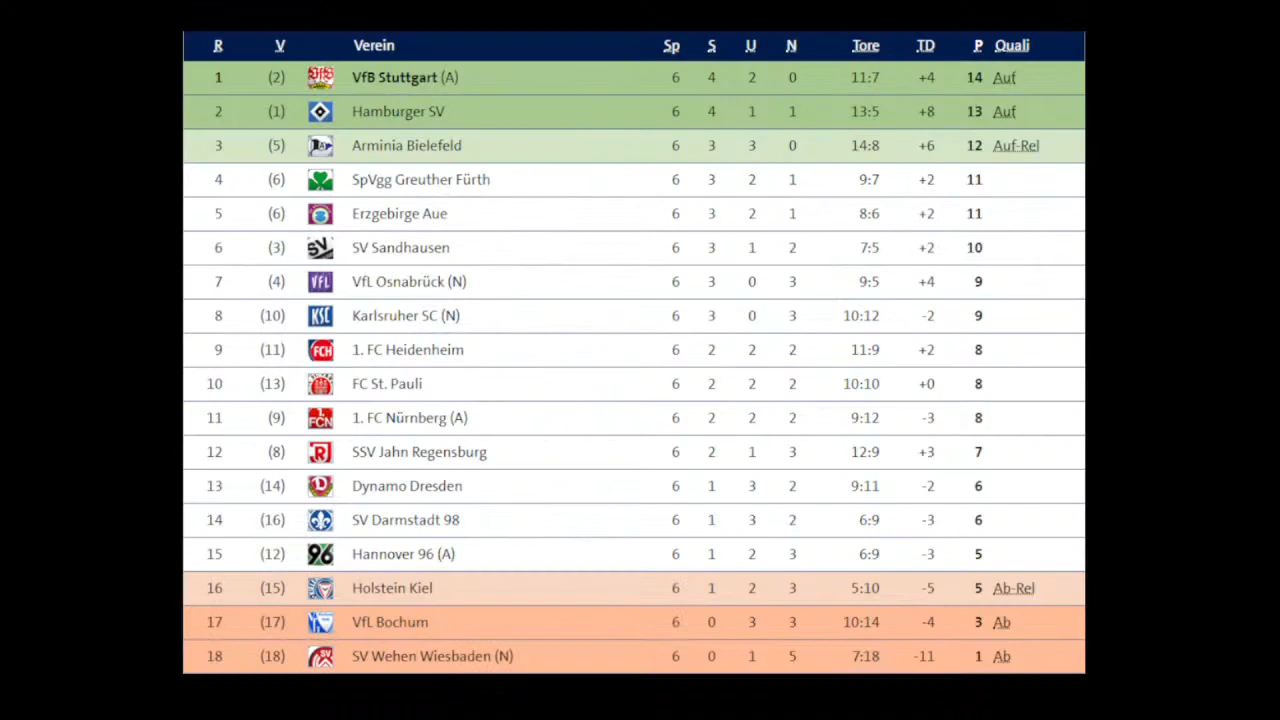 R V Verein Sp S U N Tore TD P Quali
1 (2) VfB Stuttgart (A) 6 4 2 0 11:7 +4 14 Auf
2 (1) Hamburger SV 6 4 1 1 13:5 +8 13 Auf
3 (5) Arminia Bielefeld 6 3 3 0 14:8 +6 12 Auf-Rel
4 (6) SpVgg Greuther Fürth 6 3 2 1 9:7 +2 11
5 (6) Erzgebirge Aue 6 3 2 1 8:6 +2 11
6 (3) SV SV Sandhausen 6 3 1 2 7:5 +2 10
7 (4) VFL VfL Osnabrück (N) 6 3 0 3 9:5 +4 9
8 (10) KSC Karlsruher SC (N) 6 3 0 3 10:12 -2 9
9 (11) FCH 1. FC Heidenheim 6 2 2 2 11:9 +2 8
10 (13) FC St. Pauli 6 2 2 2 10:10 +0 8
11 (9) 1. FCN 1. FC Nürnberg (A) 6 2 2 2 9:12 -3 8
12 (8) R SSV Jahn Regensburg 6 2 1 3 12:9 +3 7
13 (14) D Dynamo Dresden 6 1 3 2 9:11 -2 6
14 (16) SV Darmstadt 98 6 1 3 2 6:9 -3 6
15 (12) 96 Hannover 96 (A) 6 1 2 3 6:9 -3 5
16 (15) Holstein Kiel 6 1 2 3 5:10 -5 5 Ab-Rel
17 (17) VfL Bochum 6 0 3 3 10:14 -4 3 Ab
18 (18) SV SV Wehen Wiesbaden (N) 6 0 1 5 7:18 -11 1 Ab